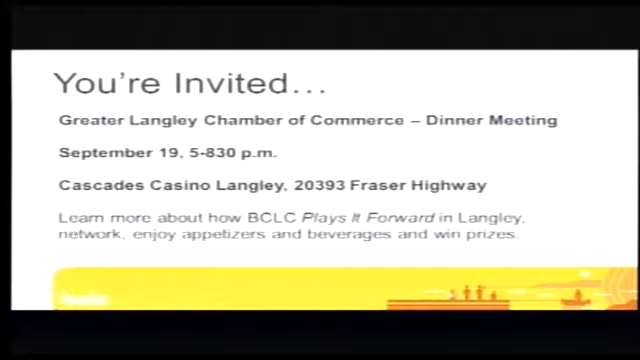 You're Invited...
Greater Langley Chamber of Commerce – Dinner Meeting
September 19, 5-830 p.m.
Cascades Casino Langley, 20393 Fraser Highway
Learn more about how BCLC Plays It Forward in Langley,
network, enjoy appetizers and beverages and win prizes.